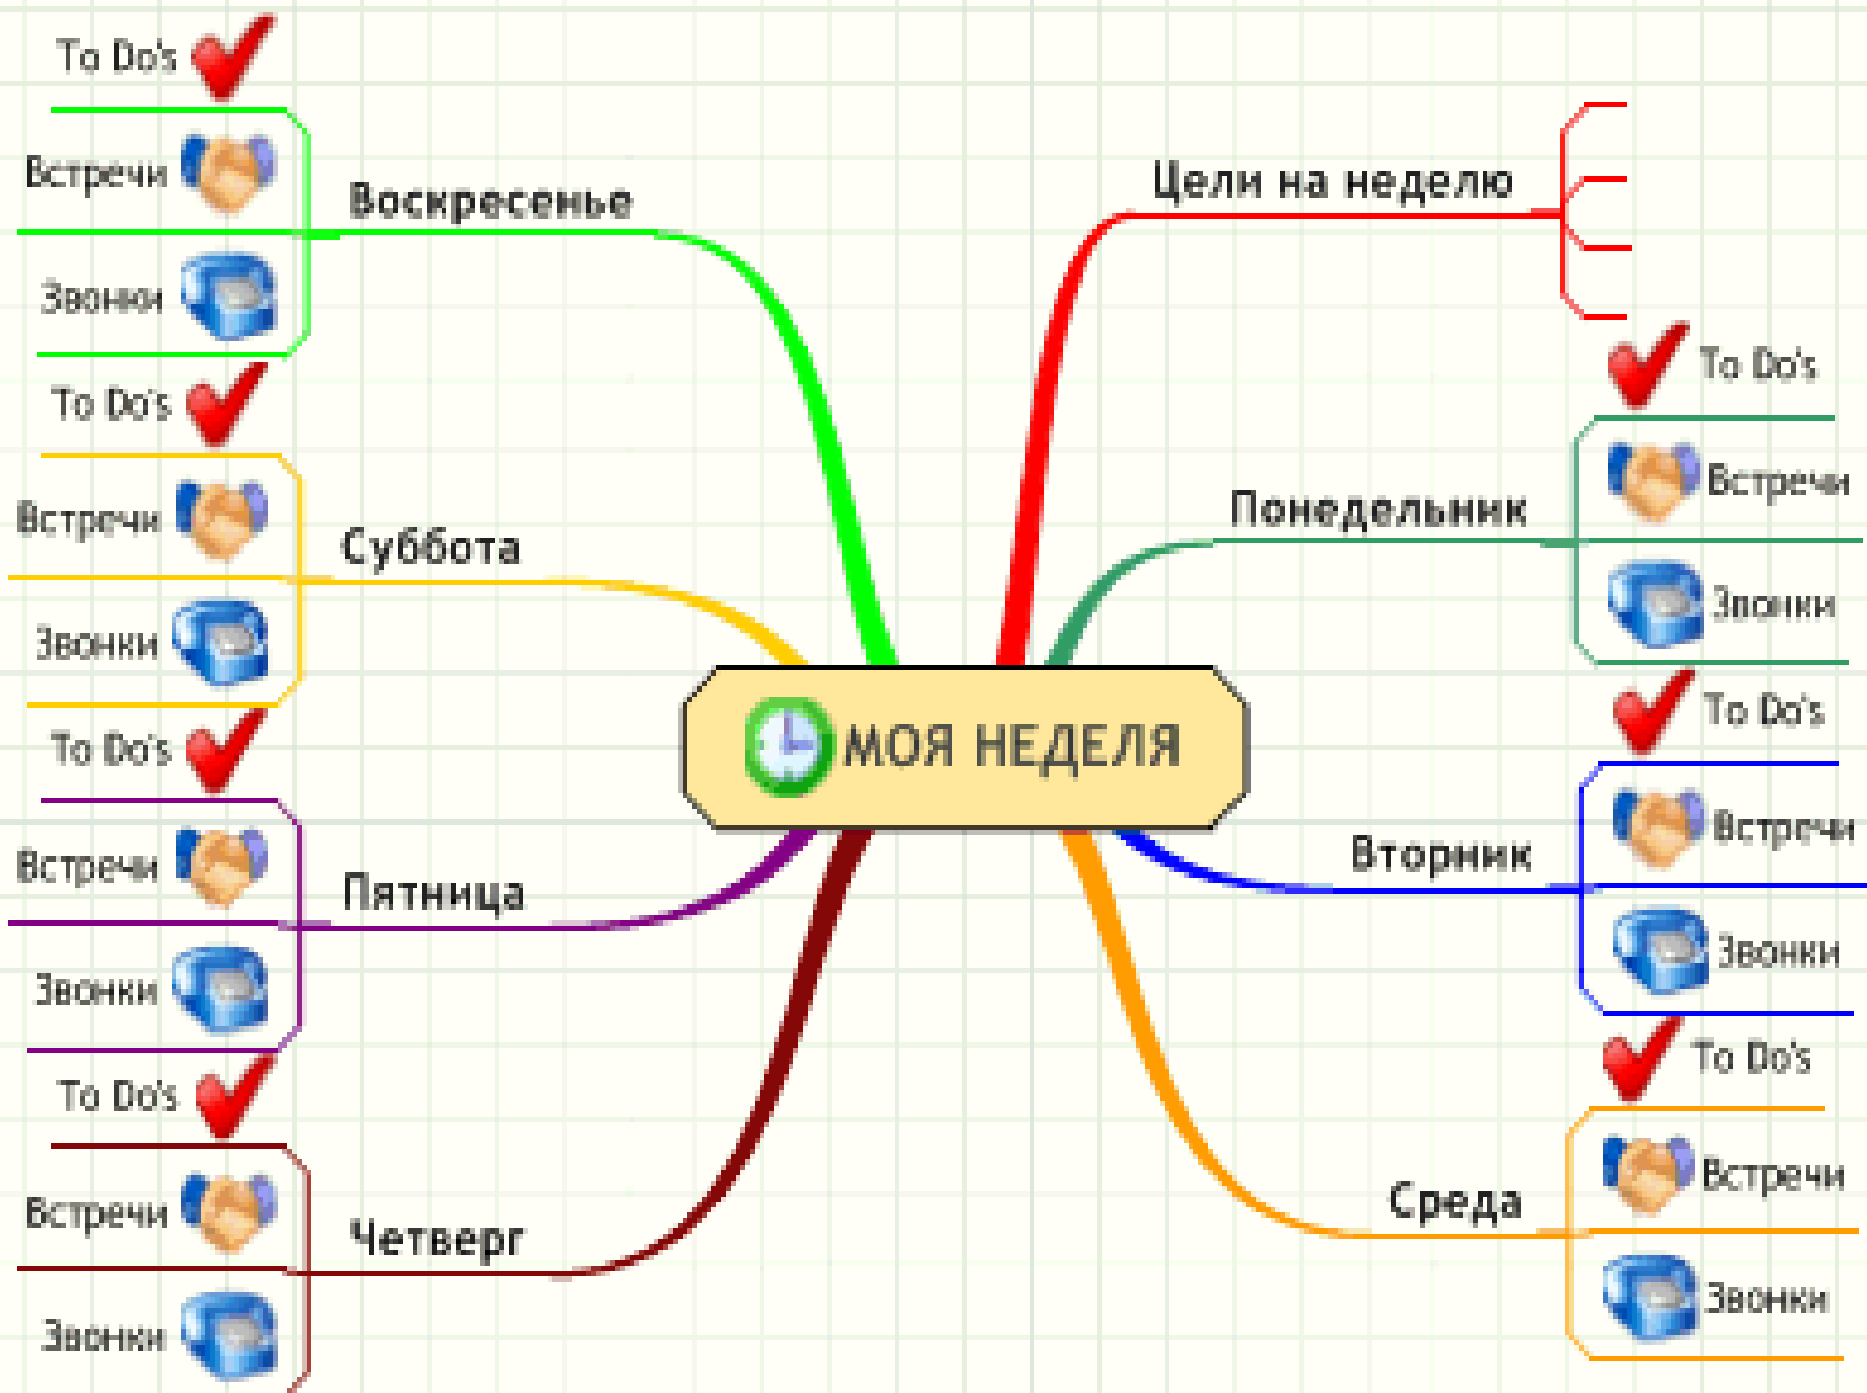 МОЯ НЕДЕЛЯ
Цели на неделю
Понедельник
To Do's
Встречи
Звонки
Вторник
To Do's
Встречи
Звонки
Среда
To Do's
Встречи
Звонки
Четверг
To Do's
Встречи
Звонки
Пятница
To Do's
Встречи
Звонки
Суббота
To Do's
Встречи
Звонки
Воскресенье
To Do's
Встречи
Звонки